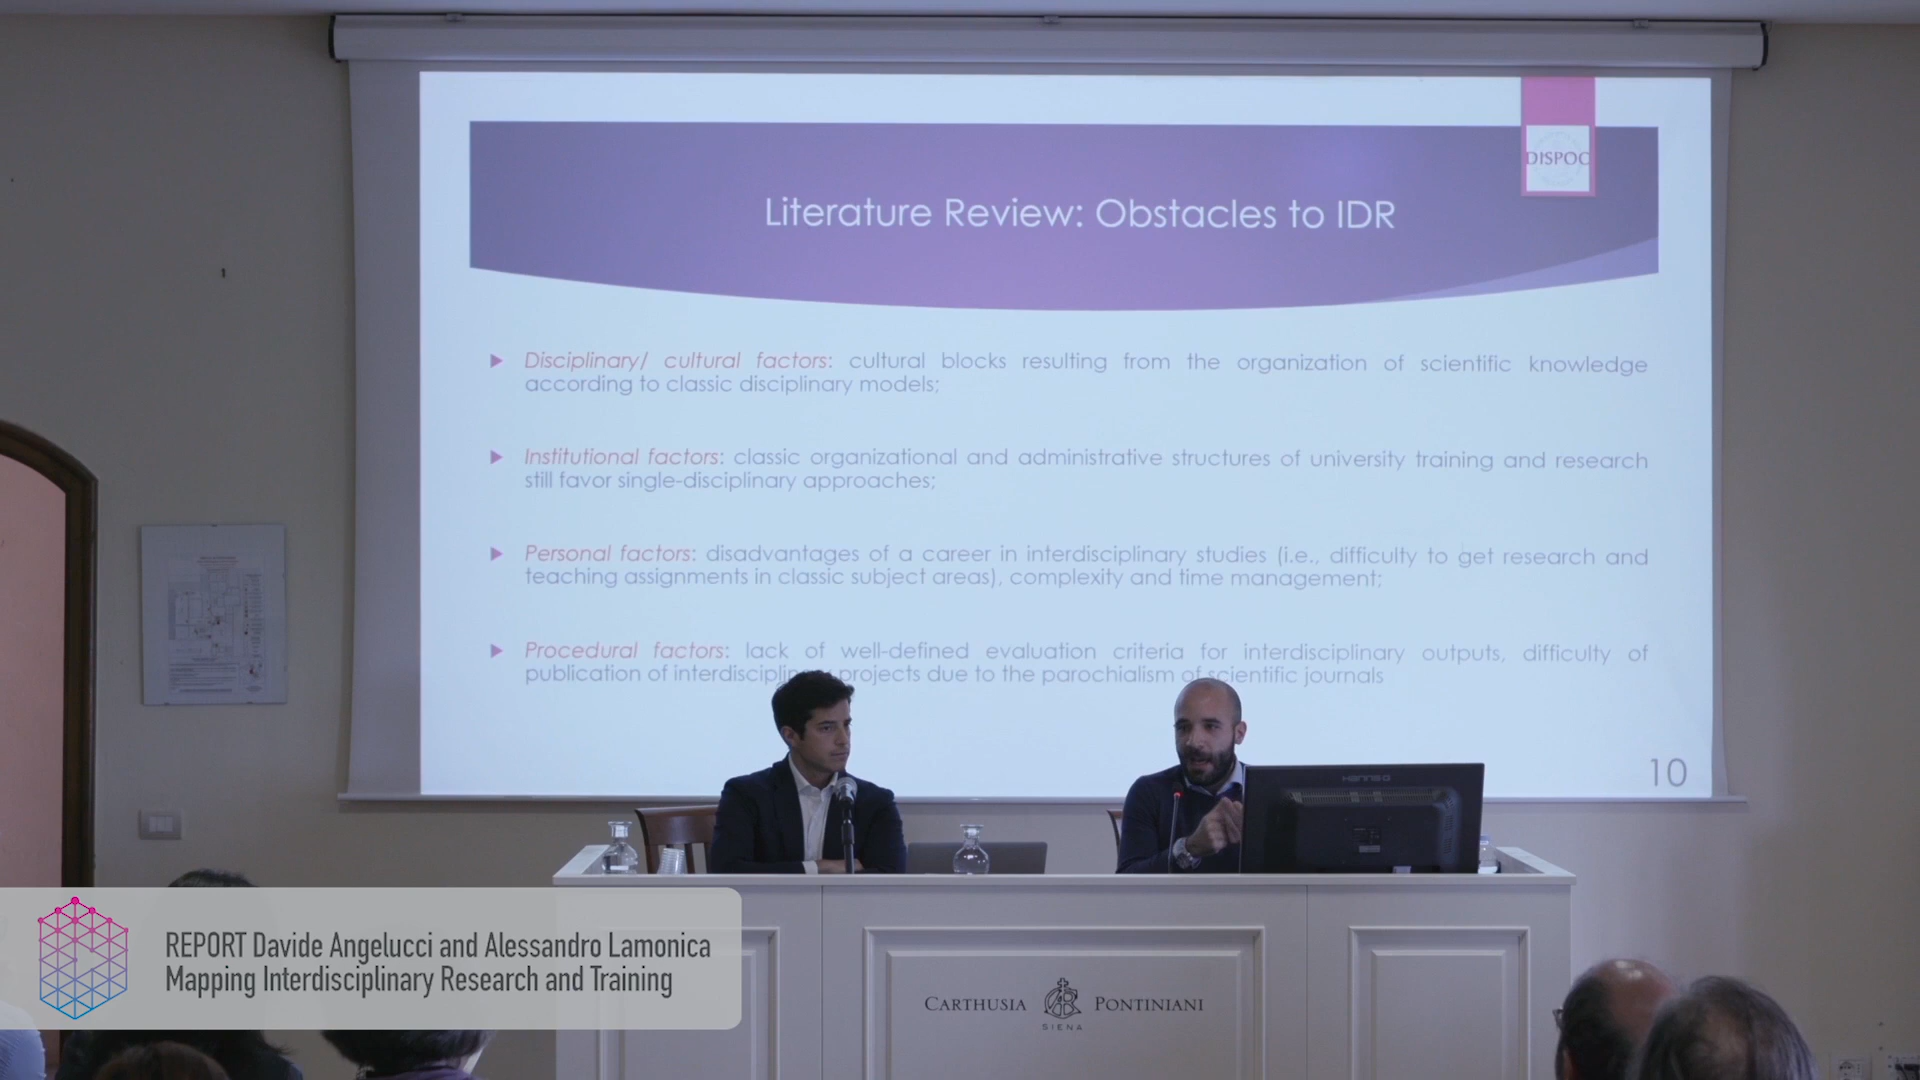 DISPOC
Literature Review: Obstacles to IDR
Disciplinary/ cultural factors: cultural blocks resulting from the organization of scientific knowledge
according to classic disciplinary models;
Institutional factors: classic organizational and administrative structures of university training and research
still favor single-disciplinary approaches;
Personal factors: disadvantages of a career in interdisciplinary studies (i.e., difficulty to get research and
teaching assignments in classic subject areas), complexity and time management;
Procedural factors: lack of well-defined evaluation criteria for interdisciplinary outputs, difficulty of
publication of interdisciplinary projects due to the parochialism of scientific journals
10
HANNS.G
REPORT Davide Angelucci and Alessandro Lamonica
Mapping Interdisciplinary Research and Training
CARTHUSIA PONTINIANI
SIENA